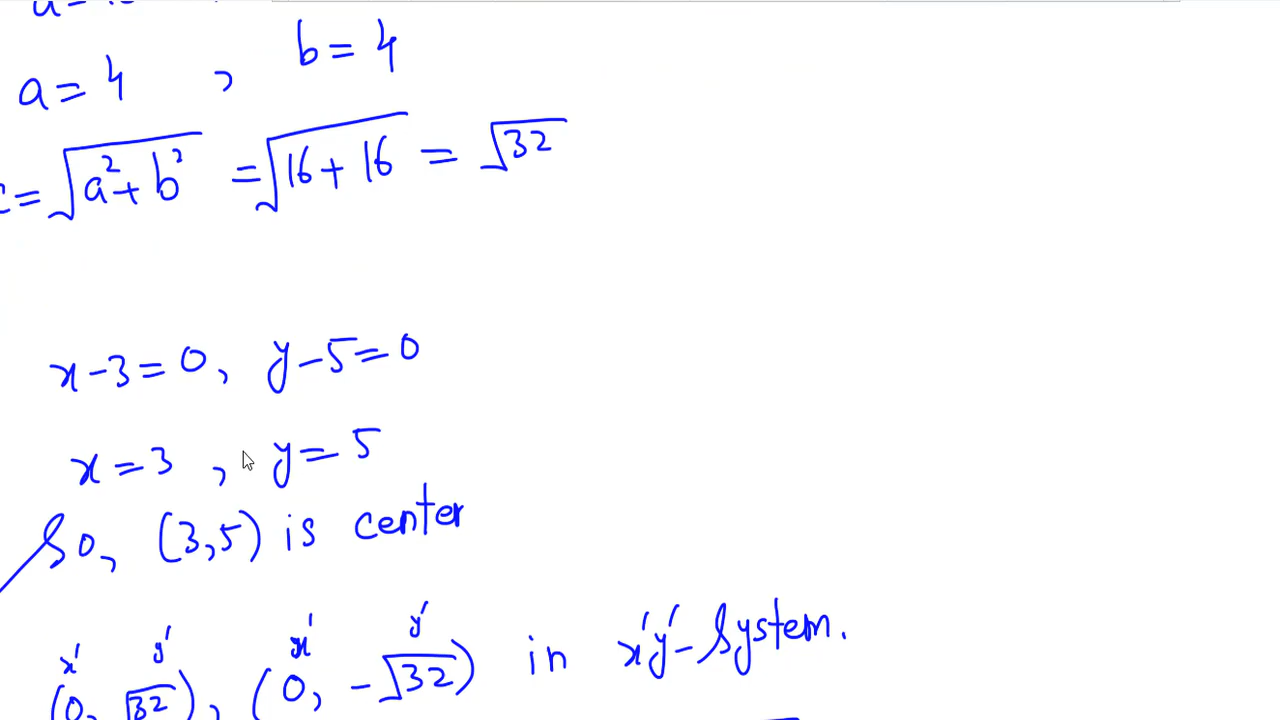 a = 4 , b = 4
c = √(a² + b²) = √(16 + 16) = √32
x - 3 = 0, y - 5 = 0
x = 3 , y = 5
So, (3,5) is center
x' y' x' y'
(0, √32), (0, -√32) in x'y'- System.